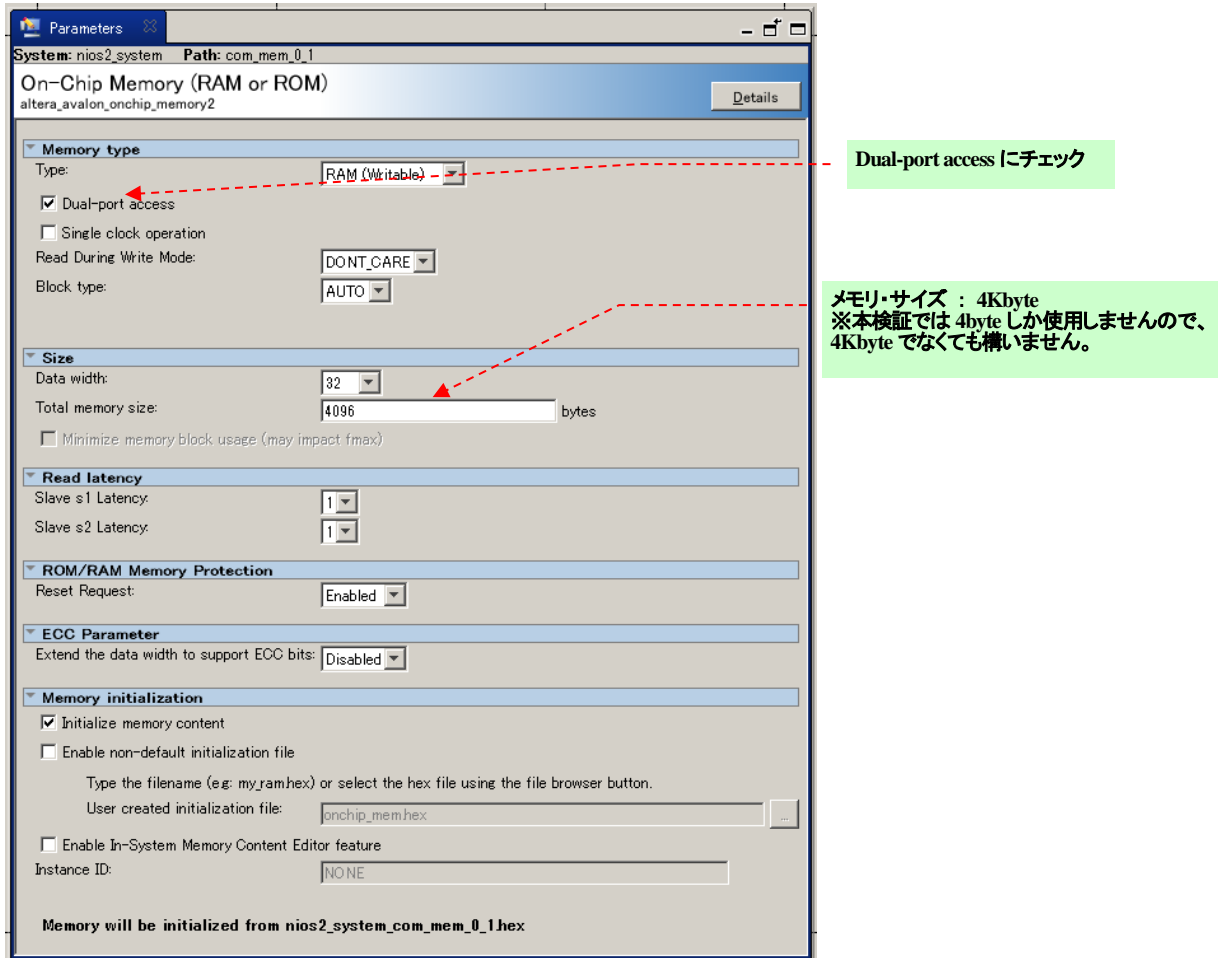 Parameters
System: nios2_system Path: com_mem_0_1
On-Chip Memory (RAM or ROM)
altera_avalon_onchip_memory2
Details
Memory type
Type:
RAM (Writable)
Dual-port access
Single clock operation
Read During Write Mode:
DONT_CARE
Block type:
AUTO
Size
Data width:
32
Total memory size:
4096
bytes
Minimize memory block usage (may impact fmax)
Read latency
Slave s1 Latency:
1
Slave s2 Latency:
1
ROM/RAM Memory Protection
Reset Request:
Enabled
ECC Parameter
Extend the data width to support ECC bits:
Disabled
Memory initialization
Initialize memory content
Enable non-default initialization file
Type the filename (e.g: my_ram.hex) or select the hex file using the file browser button.
User created initialization file:
onchip_mem.hex
...
Enable In-System Memory Content Editor feature
Instance ID:
NONE
Memory will be initialized from nios2_system_com_mem_0_1.hex
Dual-port access にチェック
メモリ・サイズ : 4Kbyte
※本検証では 4byte しか使用しませんので、
4Kbyte でなくても構いません。